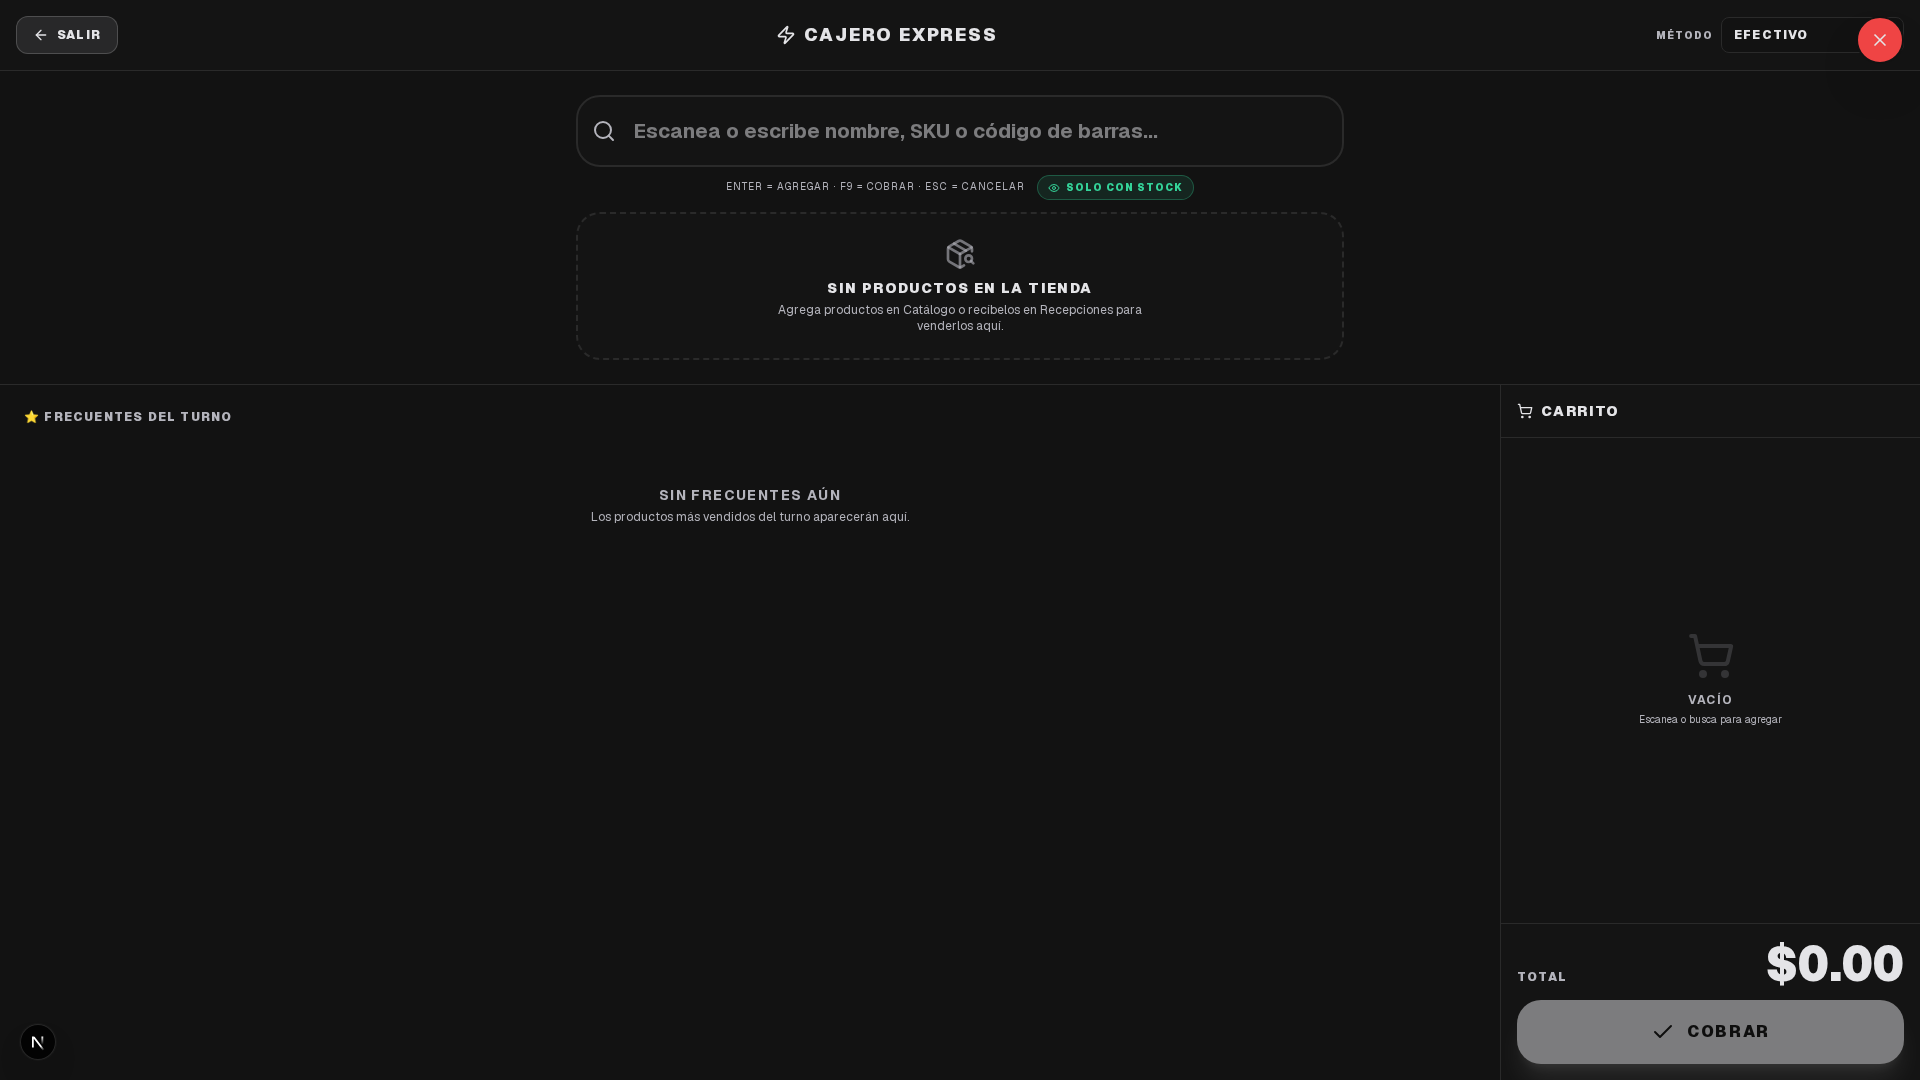 SALIR
CAJERO EXPRESS
MÉTODO
EFECTIVO
Escanea o escribe nombre, SKU o código de barras...
ENTER = AGREGAR · F9 = COBRAR · ESC = CANCELAR
SOLO CON STOCK
SIN PRODUCTOS EN LA TIENDA
Agrega productos en Catálogo o recíbelos en Recepciones para
venderlos aquí.
⭐ FRECUENTES DEL TURNO
SIN FRECUENTES AÚN
Los productos más vendidos del turno aparecerán aquí.
CARRITO
VACÍO
Escanea o busca para agregar
TOTAL
$0.00
COBRAR
N